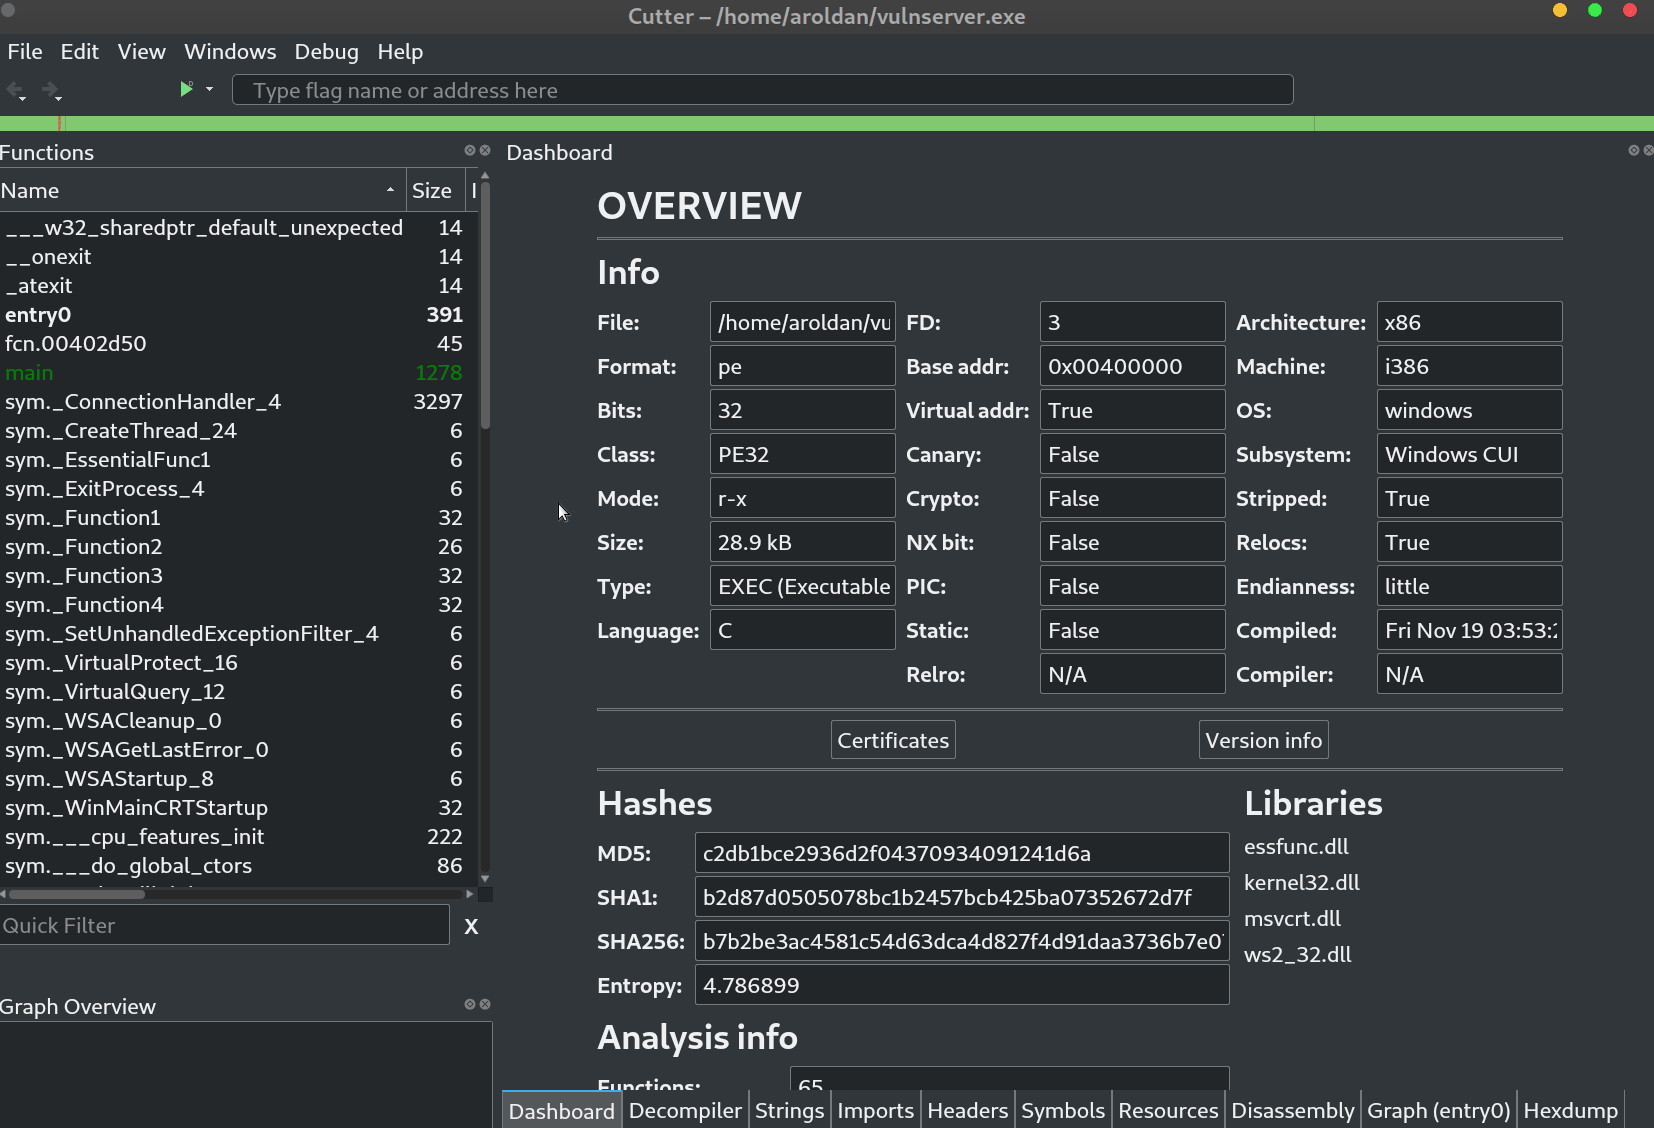 Cutter – /home/aroldan/vulnserver.exe
File Edit View Windows Debug Help
Type flag name or address here
Functions
Name Size
___w32_sharedptr_default_unexpected 14
__onexit 14
_atexit 14
entry0 391
fcn.00402d50 45
main 1278
sym._ConnectionHandler_4 3297
sym._CreateThread_24 6
sym._EssentialFunc1 6
sym._ExitProcess_4 6
sym._Function1 32
sym._Function2 26
sym._Function3 32
sym._Function4 32
sym._SetUnhandledExceptionFilter_4 6
sym._VirtualProtect_16 6
sym._VirtualQuery_12 6
sym._WSACleanup_0 6
sym._WSAGetLastError_0 6
sym._WSAStartup_8 6
sym._WinMainCRTStartup 32
sym.___cpu_features_init 222
sym.___do_global_ctors 86
Quick Filter X
Graph Overview
Dashboard
OVERVIEW
Info
File: /home/aroldan/vu FD: 3 Architecture: x86
Format: pe Base addr: 0x00400000 Machine: i386
Bits: 32 Virtual addr: True OS: windows
Class: PE32 Canary: False Subsystem: Windows CUI
Mode: r-x Crypto: False Stripped: True
Size: 28.9 kB NX bit: False Relocs: True
Type: EXEC (Executable PIC: False Endianness: little
Language: C Static: False Compiled: Fri Nov 19 03:53:
Relro: N/A Compiler: N/A
Certificates Version info
Hashes
MD5: c2db1bce2936d2f04370934091241d6a
SHA1: b2d87d0505078bc1b2457bcb425ba07352672d7f
SHA256: b7b2be3ac4581c54d63dca4d827f4d91daa3736b7e0
Entropy: 4.786899
Libraries
essfunc.dll
kernel32.dll
msvcrt.dll
ws2_32.dll
Analysis info
Functions: 65
Dashboard Decompiler Strings Imports Headers Symbols Resources Disassembly Graph (entry0) Hexdump